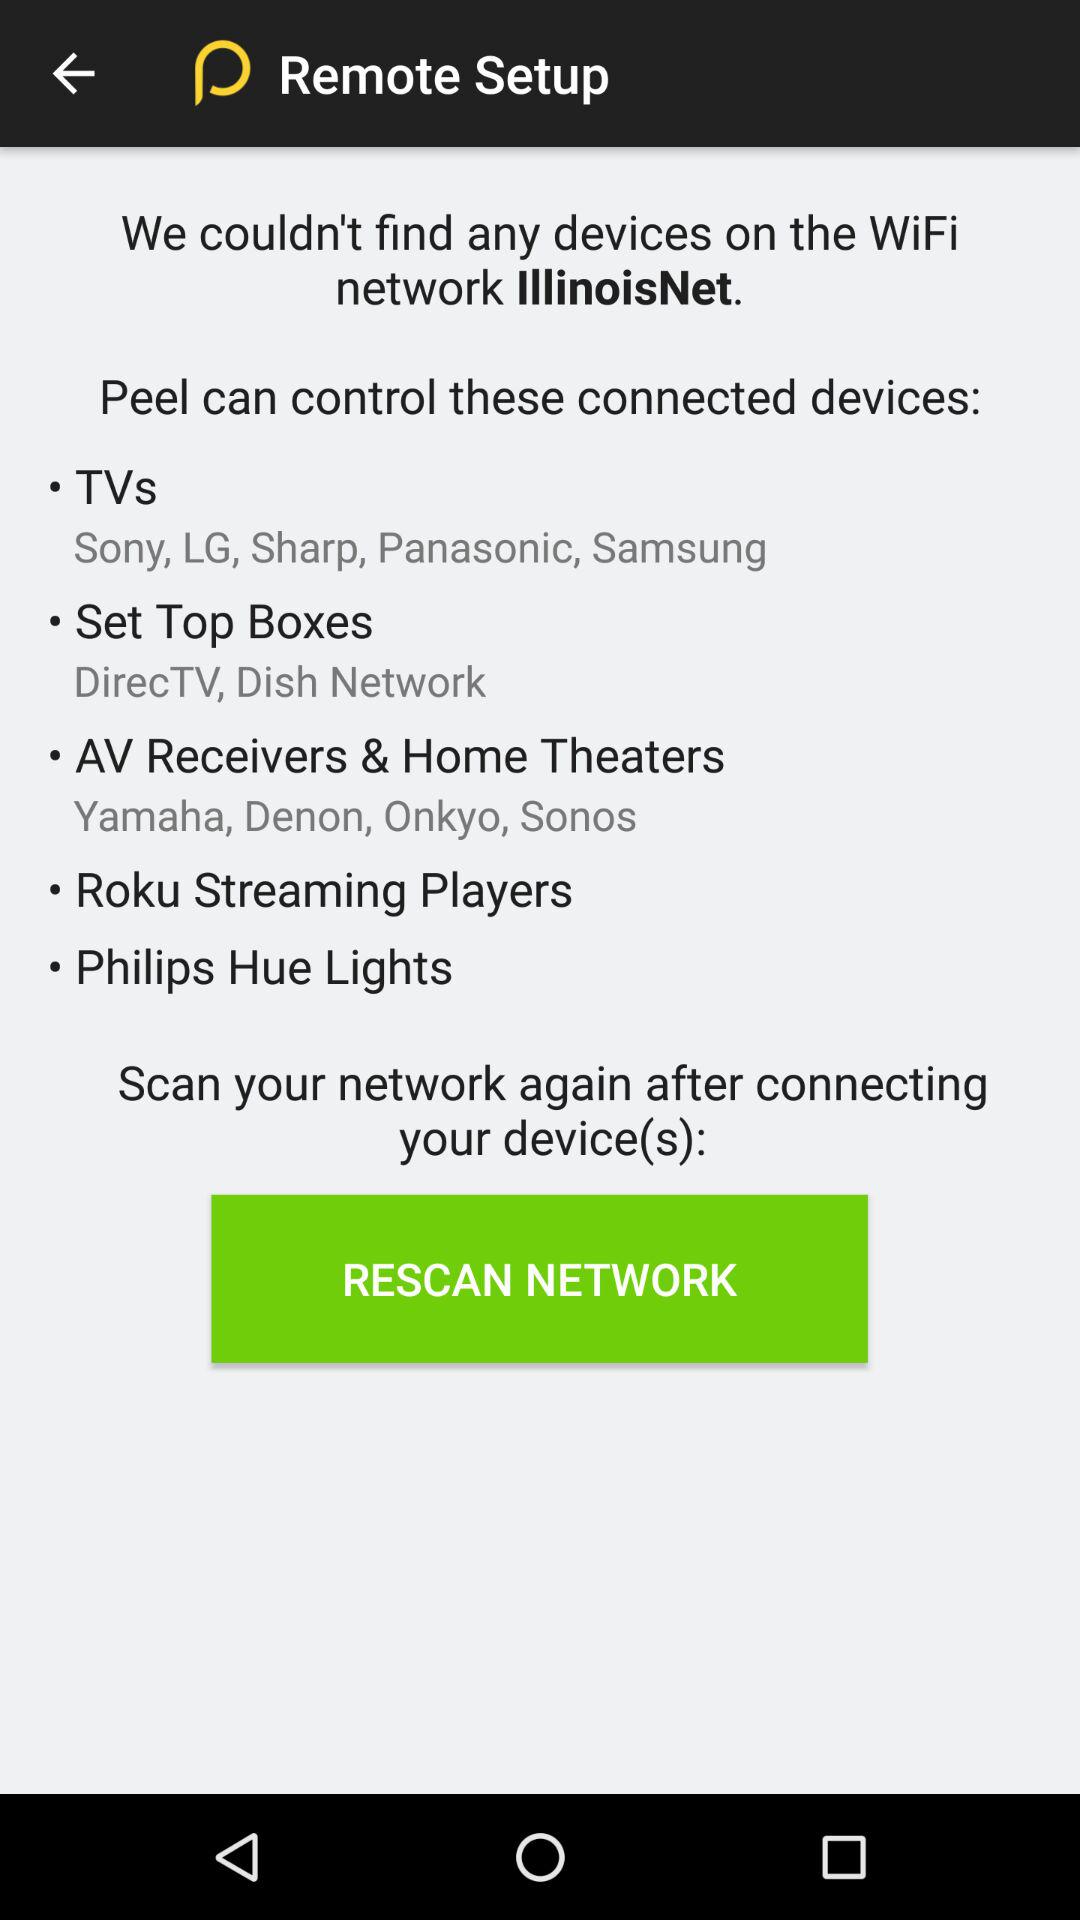 Remote Setup
We couldn't find any devices on the WiFi
network IllinoisNet.
Peel can control these connected devices:
• TVs
Sony, LG, Sharp, Panasonic, Samsung
• Set Top Boxes
DirecTV, Dish Network
• AV Receivers & Home Theaters
Yamaha, Denon, Onkyo, Sonos
• Roku Streaming Players
• Philips Hue Lights
Scan your network again after connecting
your device(s):
RESCAN NETWORK